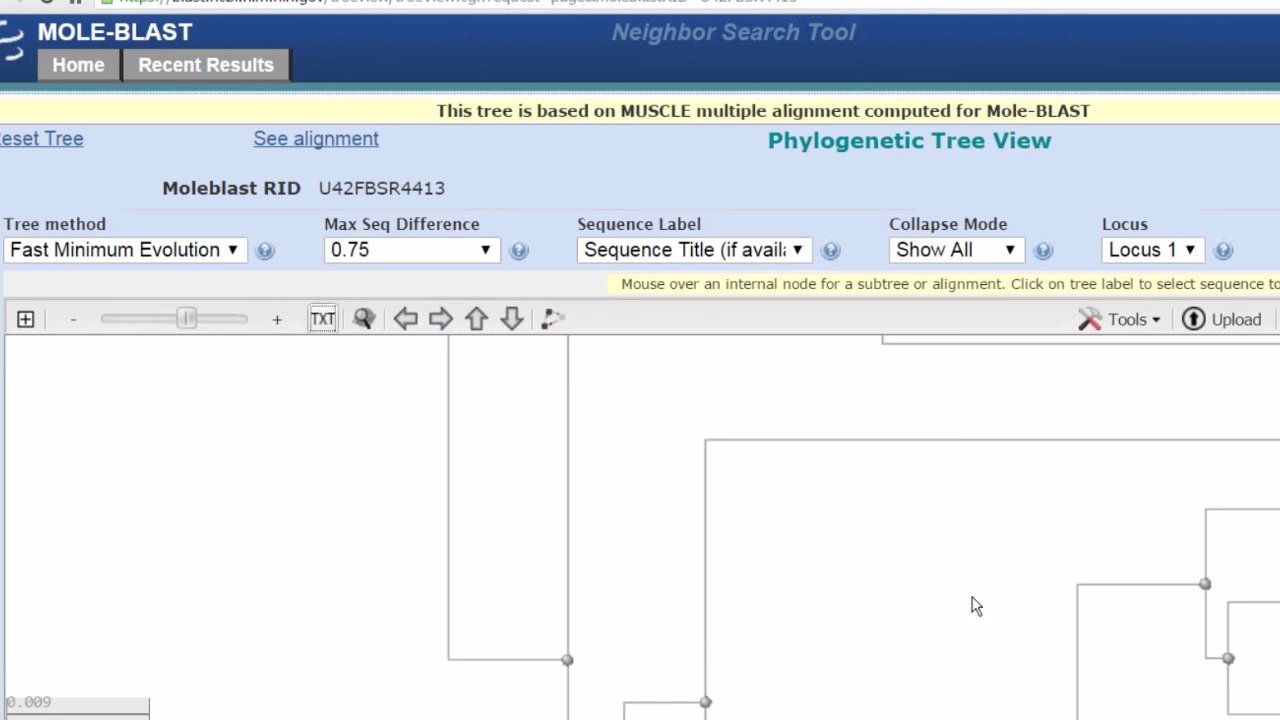 MOLE-BLAST
Neighbor Search Tool
Home Recent Results
This tree is based on MUSCLE multiple alignment computed for Mole-BLAST
eset Tree See alignment Phylogenetic Tree View
Moleblast RID U42FBSR4413
Tree method Max Seq Difference Sequence Label Collapse Mode Locus
Fast Minimum Evolution 0.75 Sequence Title (if avail Show All Locus 1
Mouse over an internal node for a subtree or alignment. Click on tree label to select sequence to
- + TXT Tools Upload
0.009